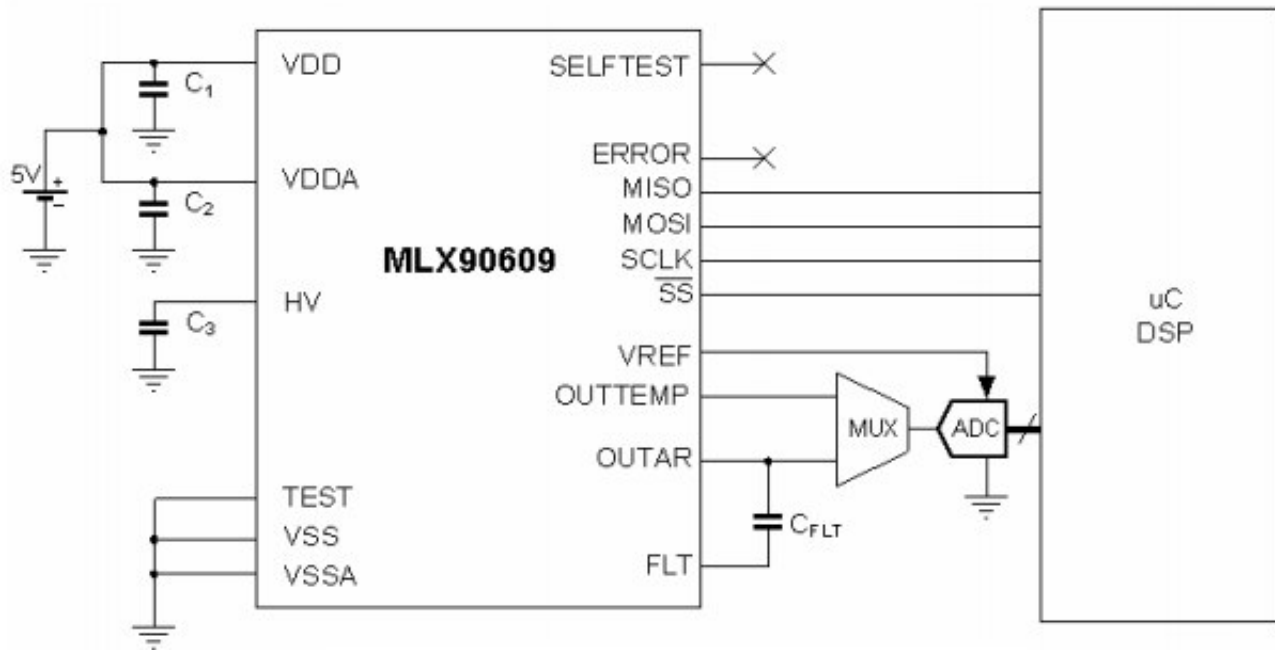 VDD
SELFTEST
C1
ERROR
5V
+
-
VDDA
MISO
C2
MOSI
MLX90609
SCLK
SS
HV
uC
DSP
C3
VREF
OUTTEMP
MUX
ADC
OUTAR
TEST
CFLT
VSS
FLT
VSSA